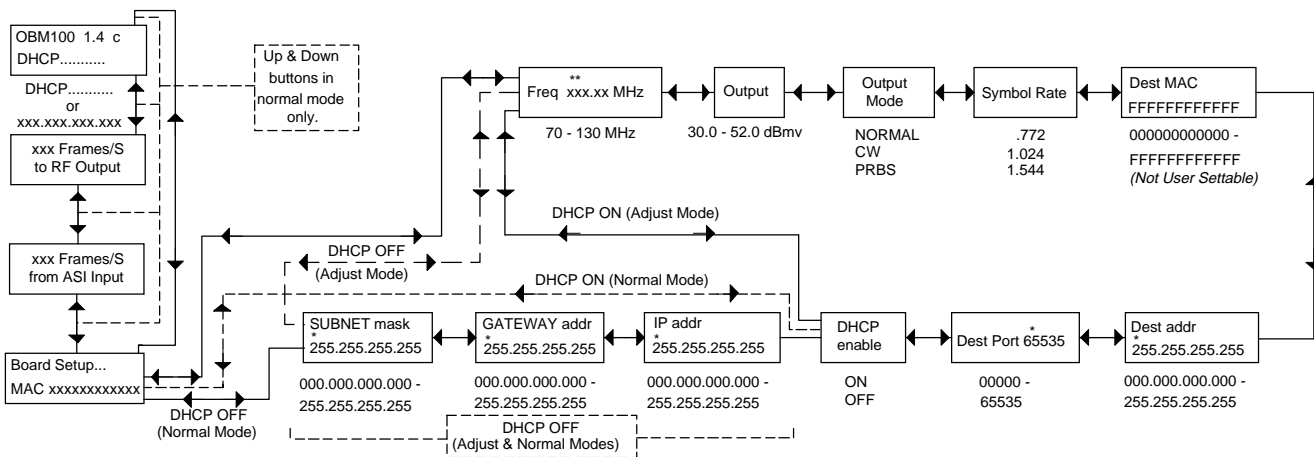 OBM100 1.4 c
DHCP...........
DHCP...........
or
xxx.xxx.xxx.xxx
xxx Frames/S
to RF Output
xxx Frames/S
from ASI Input
Board Setup...
MAC xxxxxxxxxxxx
Up & Down
buttons in
normal mode
only.
**
Freq xxx.xx MHz
70 - 130 MHz
Output
30.0 - 52.0 dBmv
Output
Mode
NORMAL
CW
PRBS
Symbol Rate
.772
1.024
1.544
Dest MAC
FFFFFFFFFFFF
000000000000 -
FFFFFFFFFFFF
(Not User Settable)
DHCP ON (Adjust Mode)
DHCP OFF
(Adjust Mode)
DHCP ON (Normal Mode)
SUBNET mask
*
255.255.255.255
000.000.000.000 -
255.255.255.255
GATEWAY addr
*
255.255.255.255
000.000.000.000 -
255.255.255.255
IP addr
*
255.255.255.255
000.000.000.000 -
255.255.255.255
DHCP
enable
ON
OFF
*
Dest Port 65535
00000 -
65535
Dest addr
*
255.255.255.255
000.000.000.000 -
255.255.255.255
DHCP OFF
(Normal Mode)
DHCP OFF
(Adjust & Normal Modes)